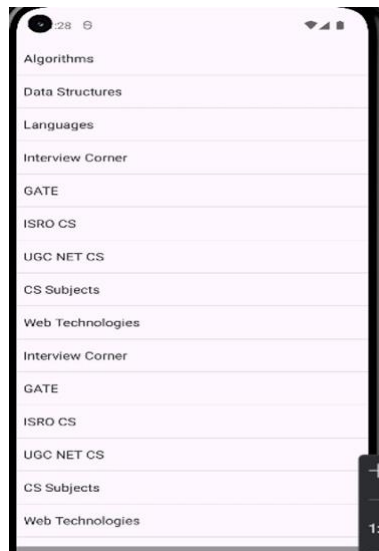 :28
Algorithms
Data Structures
Languages
Interview Corner
GATE
ISRO CS
UGC NET CS
CS Subjects
Web Technologies
Interview Corner
GATE
ISRO CS
UGC NET CS
CS Subjects
Web Technologies